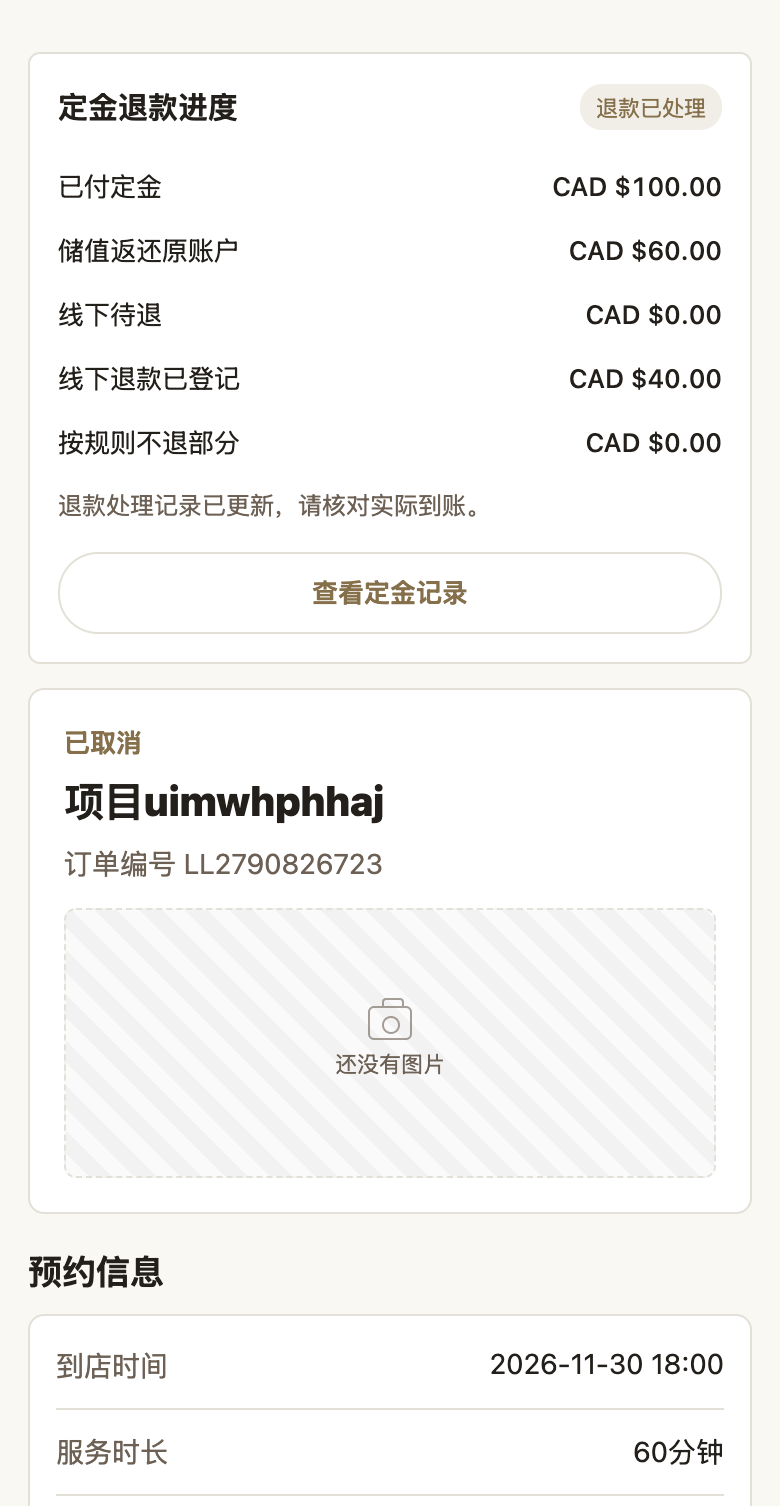 定金退款进度
退款已处理
已付定金 CAD $100.00
储值返还原账户 CAD $60.00
线下待退 CAD $0.00
线下退款已登记 CAD $40.00
按规则不退部分 CAD $0.00
退款处理记录已更新，请核对实际到账。
查看定金记录
已取消
项目uimwhphhaj
订单编号 LL2790826723
还没有图片
预约信息
到店时间 2026-11-30 18:00
服务时长 60分钟